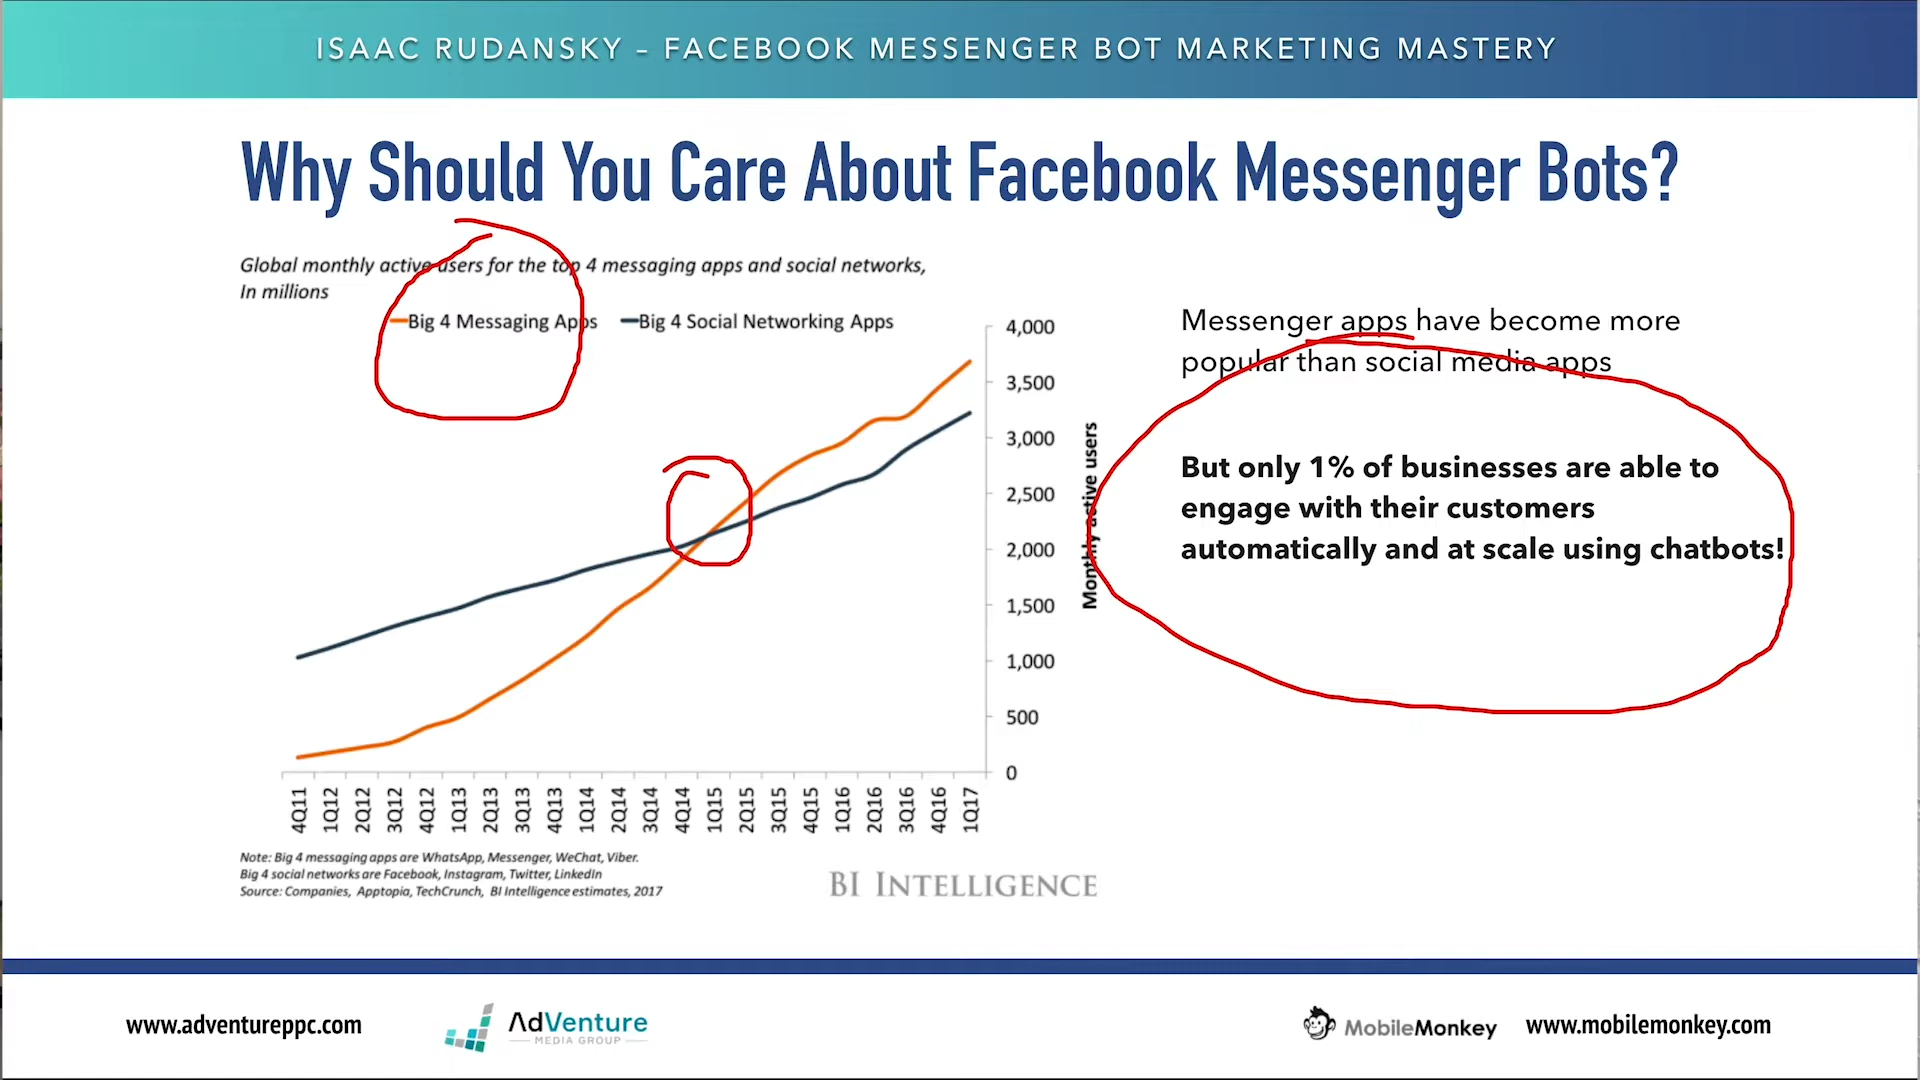 ISAAC RUDANSKY – FACEBOOK MESSENGER BOT MARKETING MASTERY
Why Should You Care About Facebook Messenger Bots?
Global monthly active users for the top 4 messaging apps and social networks,
In millions
Big 4 Messaging Apps
Big 4 Social Networking Apps
4,000
3,500
3,000
2,500
2,000
1,500
1,000
500
0
Monthly active users
4Q11
1Q12
2Q12
3Q12
4Q12
1Q13
2Q13
3Q13
4Q13
1Q14
2Q14
3Q14
4Q14
1Q15
2Q15
3Q15
4Q15
1Q16
2Q16
3Q16
4Q16
1Q17
Note: Big 4 messaging apps are WhatsApp, Messenger, WeChat, Viber.
Big 4 social networks are Facebook, Instagram, Twitter, LinkedIn
Source: Companies, Apptopia, TechCrunch, BI Intelligence estimates, 2017
BI INTELLIGENCE
Messenger apps have become more
popular than social media apps
But only 1% of businesses are able to
engage with their customers
automatically and at scale using chatbots!
www.adventureppc.com
AdVenture
MEDIA GROUP
MobileMonkey
www.mobilemonkey.com